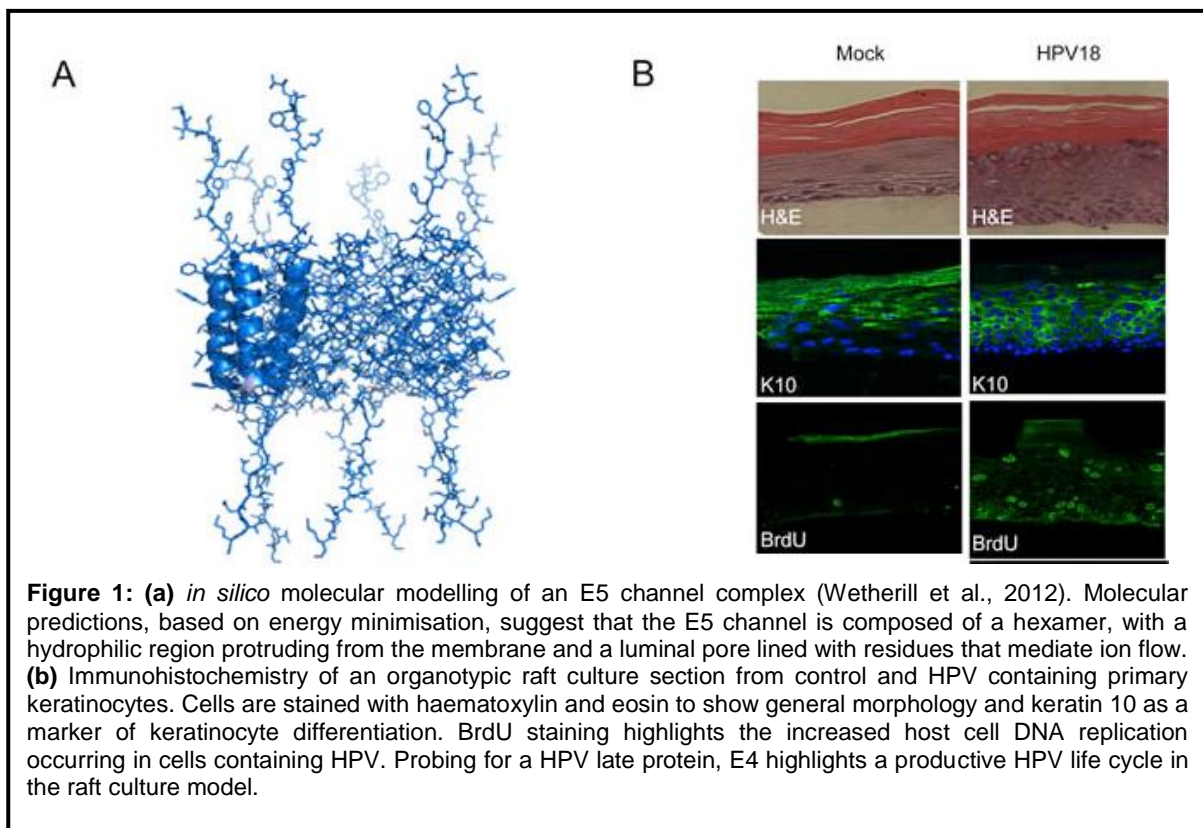 A
B
Mock
HPV18
H&E
H&E
K10
K10
BrdU
BrdU
Figure 1: (a) in silico molecular modelling of an E5 channel complex (Wetherill et al., 2012). Molecular
predictions, based on energy minimisation, suggest that the E5 channel is composed of a hexamer, with a
hydrophilic region protruding from the membrane and a luminal pore lined with residues that mediate ion flow.
(b) Immunohistochemistry of an organotypic raft culture section from control and HPV containing primary
keratinocytes. Cells are stained with haematoxylin and eosin to show general morphology and keratin 10 as a
marker of keratinocyte differentiation. BrdU staining highlights the increased host cell DNA replication
occurring in cells containing HPV. Probing for a HPV late protein, E4 highlights a productive HPV life cycle in
the raft culture model.